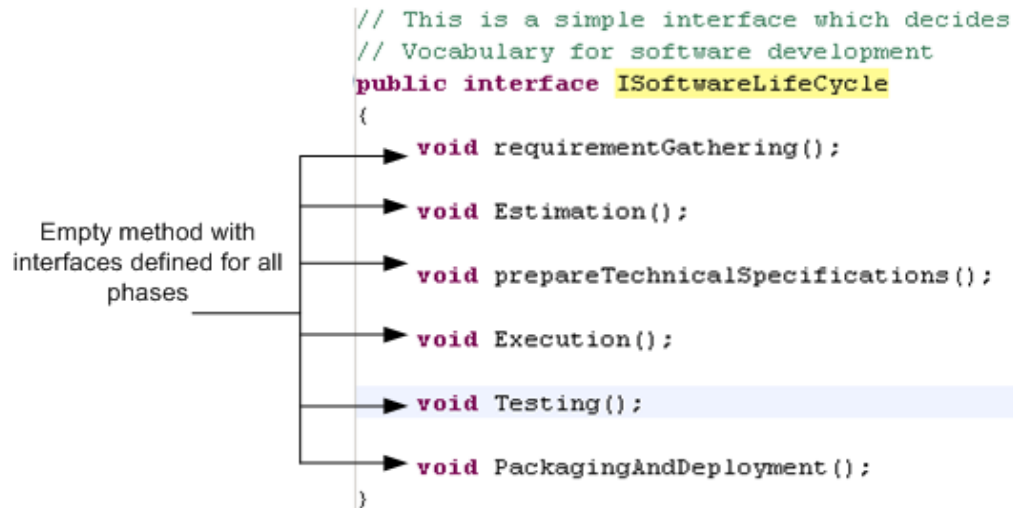 // This is a simple interface which decides
// Vocabulary for software development
public interface ISoftwareLifeCycle
{
void requirementGathering();
void Estimation();
void prepareTechnicalSpecifications();
void Execution();
void Testing();
void PackagingAndDeployment();
}
Empty method with
interfaces defined for all
phases